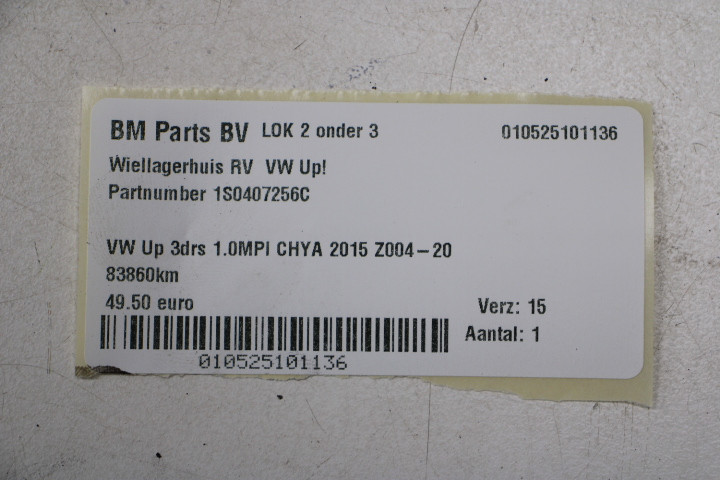 BM Parts BV LOK 2 onder 3 010525101136
Wiellagerhuis RV VW Up!
Partnumber 1S0407256C
VW Up 3drs 1.0MPI CHYA 2015 Z004-20
83860km
49.50 euro Verz: 15
Aantal: 1
010525101136